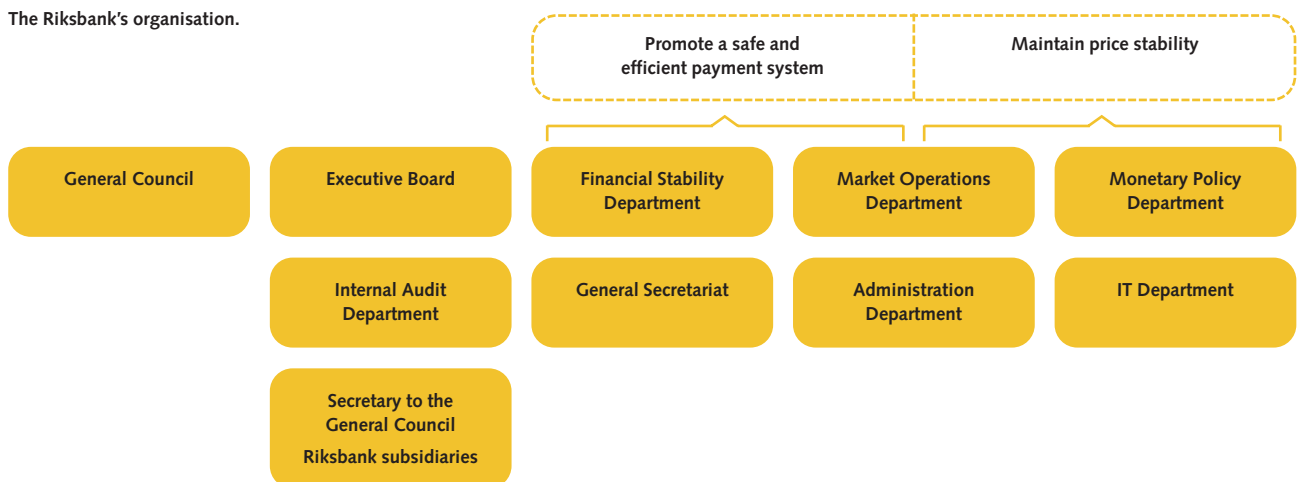 The Riksbank's organisation.
Promote a safe and
efficient payment system
Maintain price stability
General Council
Executive Board
Financial Stability
Department
Market Operations
Department
Monetary Policy
Department
Internal Audit
Department
General Secretariat
Administration
Department
IT Department
Secretary to the
General Council
Riksbank subsidiaries